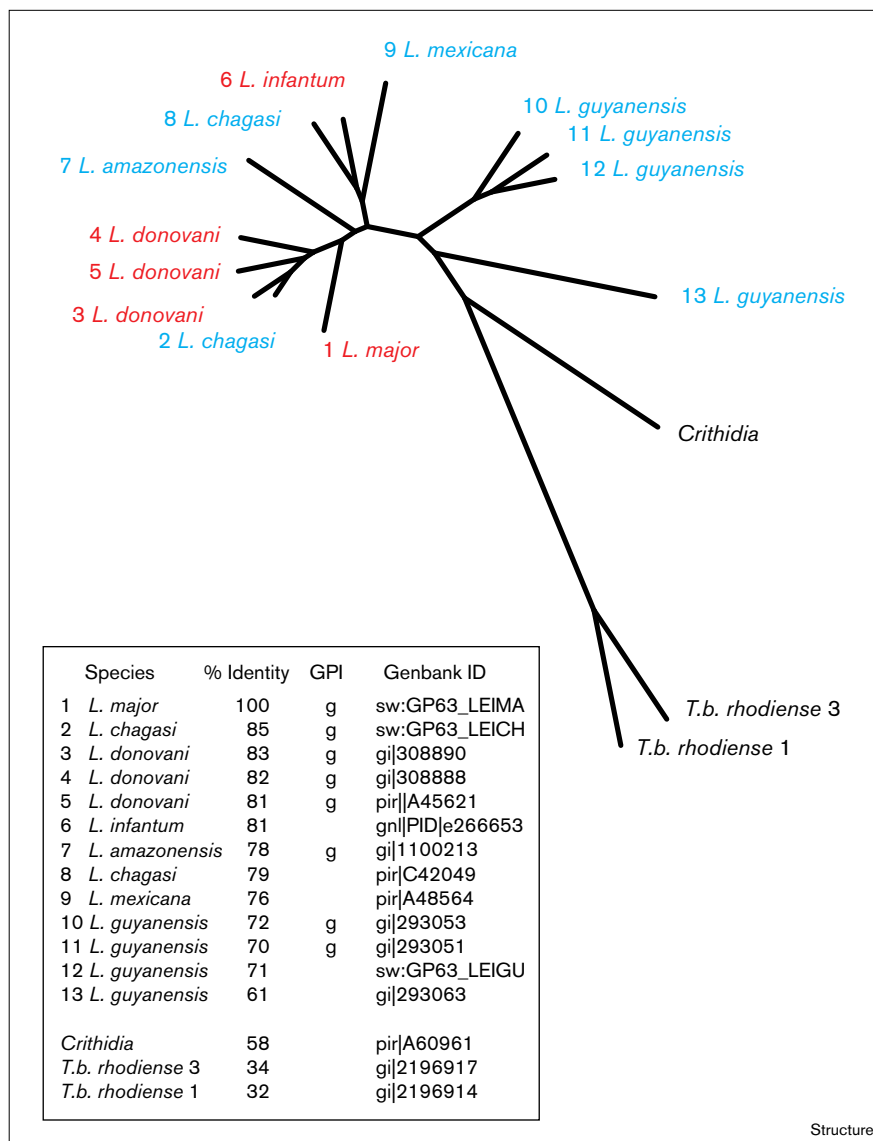 9 L. mexicana
6 L. infantum
8 L. chagasi
10 L. guyanensis
11 L. guyanensis
12 L. guyanensis
7 L. amazonensis
4 L. donovani
5 L. donovani
3 L. donovani
2 L. chagasi
1 L. major
13 L. guyanensis
Crithidia
T.b. rhodiense 3
T.b. rhodiense 1
Species % Identity GPI Genbank ID
1 L. major 100 g sw:GP63_LEIMA
2 L. chagasi 85 g sw:GP63_LEICH
3 L. donovani 83 g gi|308890
4 L. donovani 82 g gi|308888
5 L. donovani 81 g pir||A45621
6 L. infantum 81 gnl|PID|e266653
7 L. amazonensis 78 g gi|1100213
8 L. chagasi 79 pir|C42049
9 L. mexicana 76 pir|A48564
10 L. guyanensis 72 g gi|293053
11 L. guyanensis 70 g gi|293051
12 L. guyanensis 71 sw:GP63_LEIGU
13 L. guyanensis 61 gi|293063
Crithidia 58 pir|A60961
T.b. rhodiense 3 34 gi|2196917
T.b. rhodiense 1 32 gi|2196914
Structure